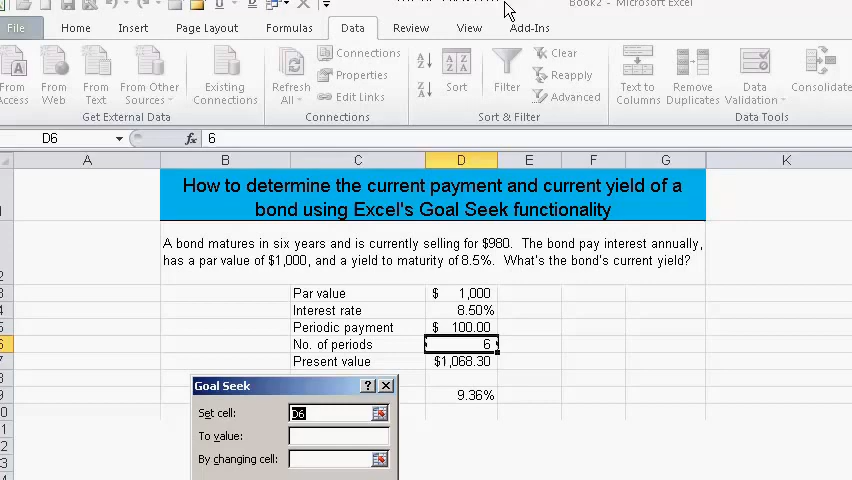 Book2 - Microsoft Excel
File Home Insert Page Layout Formulas Data Review View Add-Ins
From Access
From Web
From Text
From Other Sources
Existing Connections
Refresh All
Connections
Properties
Edit Links
Sort
Filter
Clear
Reapply
Advanced
Text to Columns
Remove Duplicates
Data Validation
Consolidate
Get External Data
Connections
Sort & Filter
Data Tools
D6 fx 6
A B C D E F G K
How to determine the current payment and current yield of a
bond using Excel's Goal Seek functionality
A bond matures in six years and is currently selling for $980. The bond pay interest annually,
has a par value of $1,000, and a yield to maturity of 8.5%. What's the bond's current yield?
Par value $ 1,000
Interest rate 8.50%
Periodic payment $ 100.00
No. of periods 6
Present value $1,068.30
9.36%
Goal Seek ?
Set cell: D6
To value:
By changing cell: